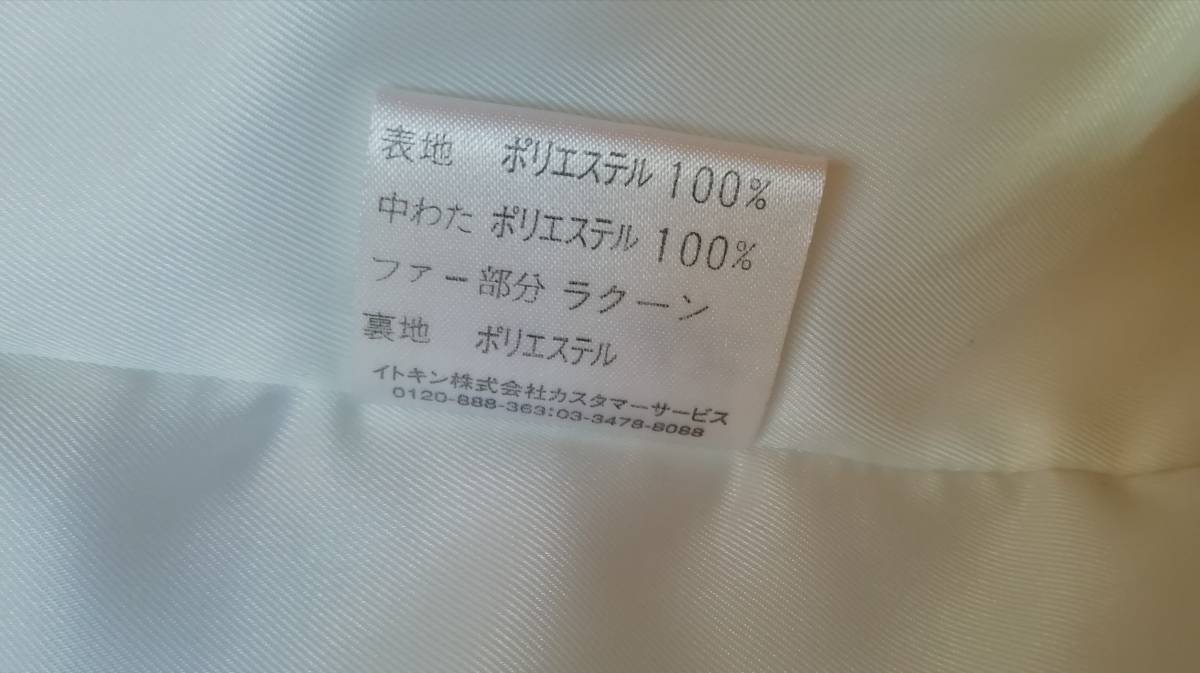 表地 ポリエステル 100%
中わた ポリエステル 100%
ファー部分 ラクーン
裏地 ポリエステル
イトキン株式会社カスタマーサービス
0120-888-363:03-3478-8088